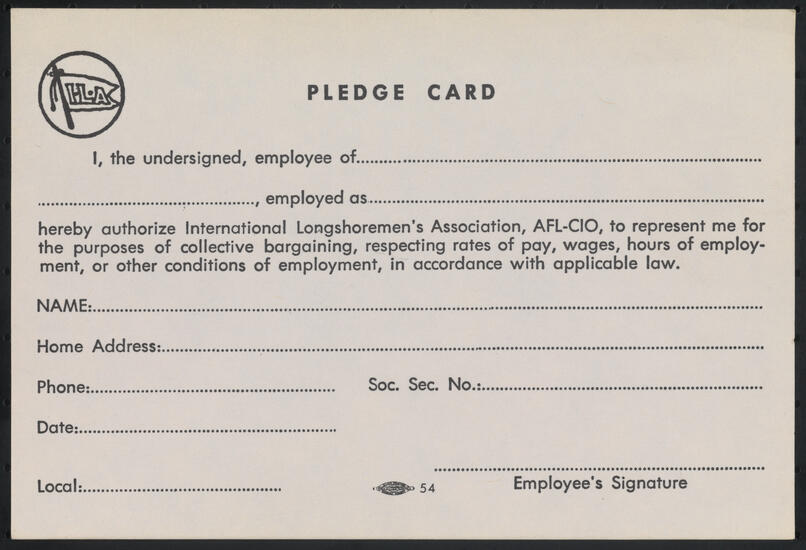 I-L-A
PLEDGE CARD
I, the undersigned, employee of
, employed as
hereby authorize International Longshoremen's Association, AFL-CIO, to represent me for
the purposes of collective bargaining, respecting rates of pay, wages, hours of employ-
ment, or other conditions of employment, in accordance with applicable law.
NAME:
Home Address:
Phone: Soc. Sec. No.:
Date:
Local: 54 Employee's Signature